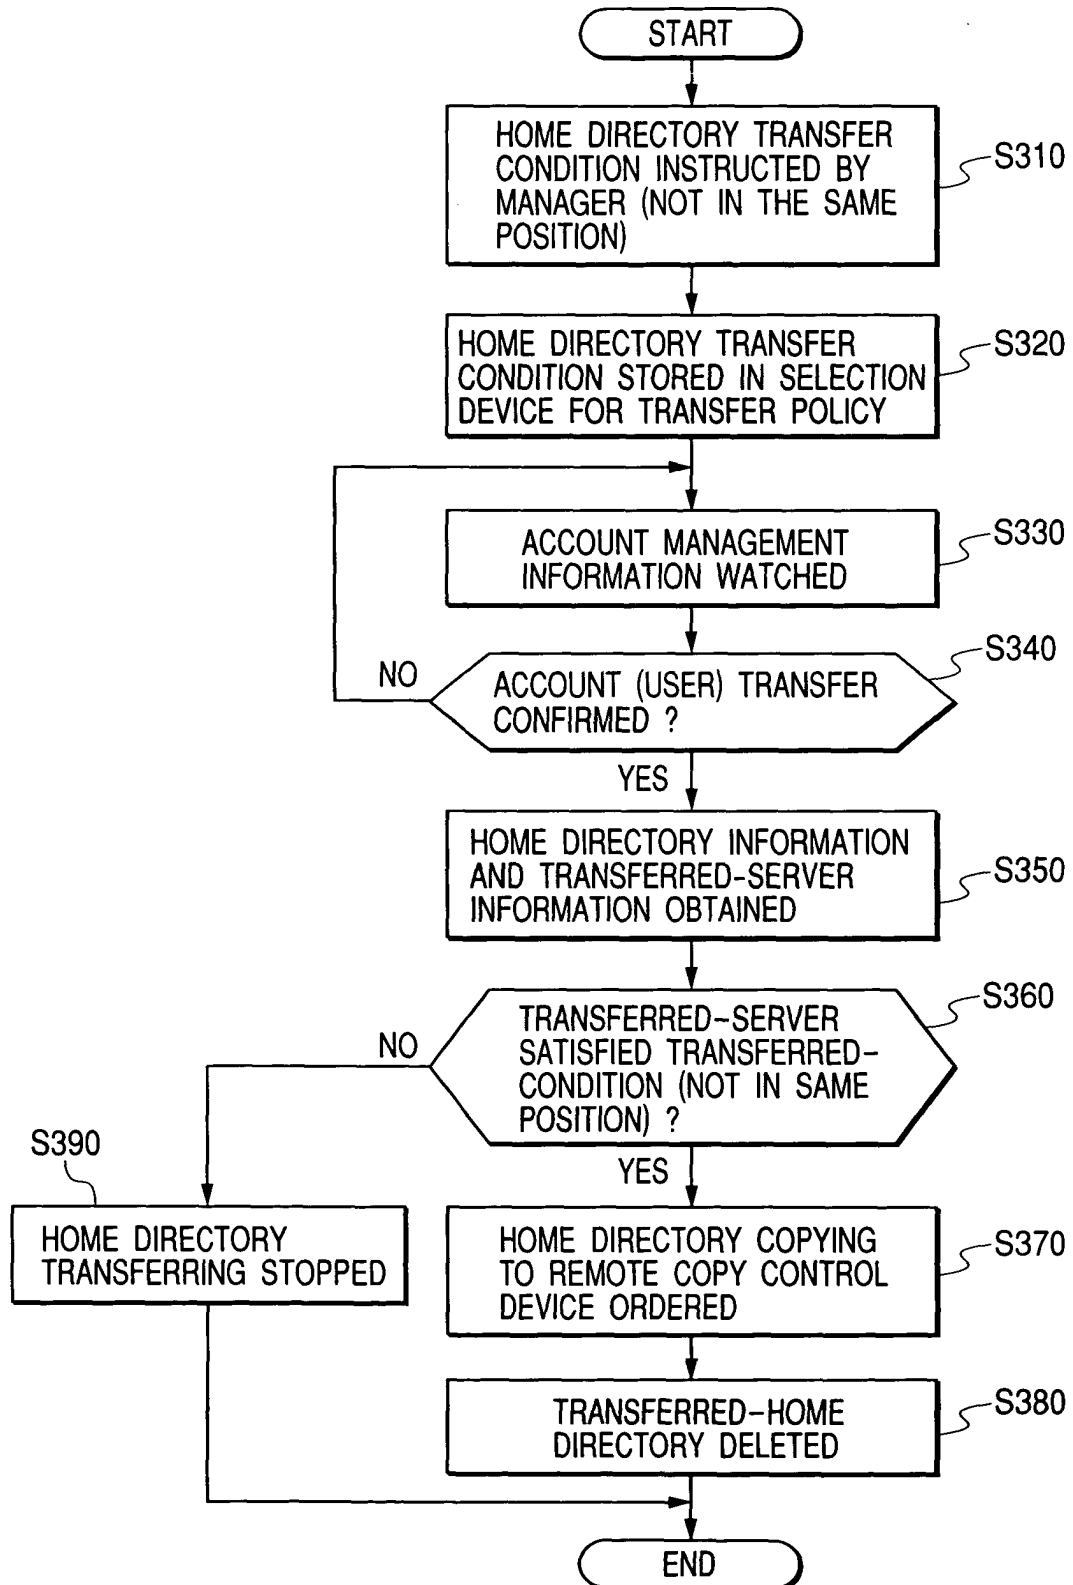 START
HOME DIRECTORY TRANSFER
CONDITION INSTRUCTED BY
MANAGER (NOT IN THE SAME
POSITION)
S310
HOME DIRECTORY TRANSFER
CONDITION STORED IN SELECTION
DEVICE FOR TRANSFER POLICY
S320
ACCOUNT MANAGEMENT
INFORMATION WATCHED
S330
ACCOUNT (USER) TRANSFER
CONFIRMED ?
S340
NO
YES
HOME DIRECTORY INFORMATION
AND TRANSFERRED-SERVER
INFORMATION OBTAINED
S350
TRANSFERRED-SERVER
SATISFIED TRANSFERRED-
CONDITION (NOT IN SAME
POSITION) ?
S360
NO
YES
S390
HOME DIRECTORY
TRANSFERRING STOPPED
HOME DIRECTORY COPYING
TO REMOTE COPY CONTROL
DEVICE ORDERED
S370
TRANSFERRED-HOME
DIRECTORY DELETED
S380
END